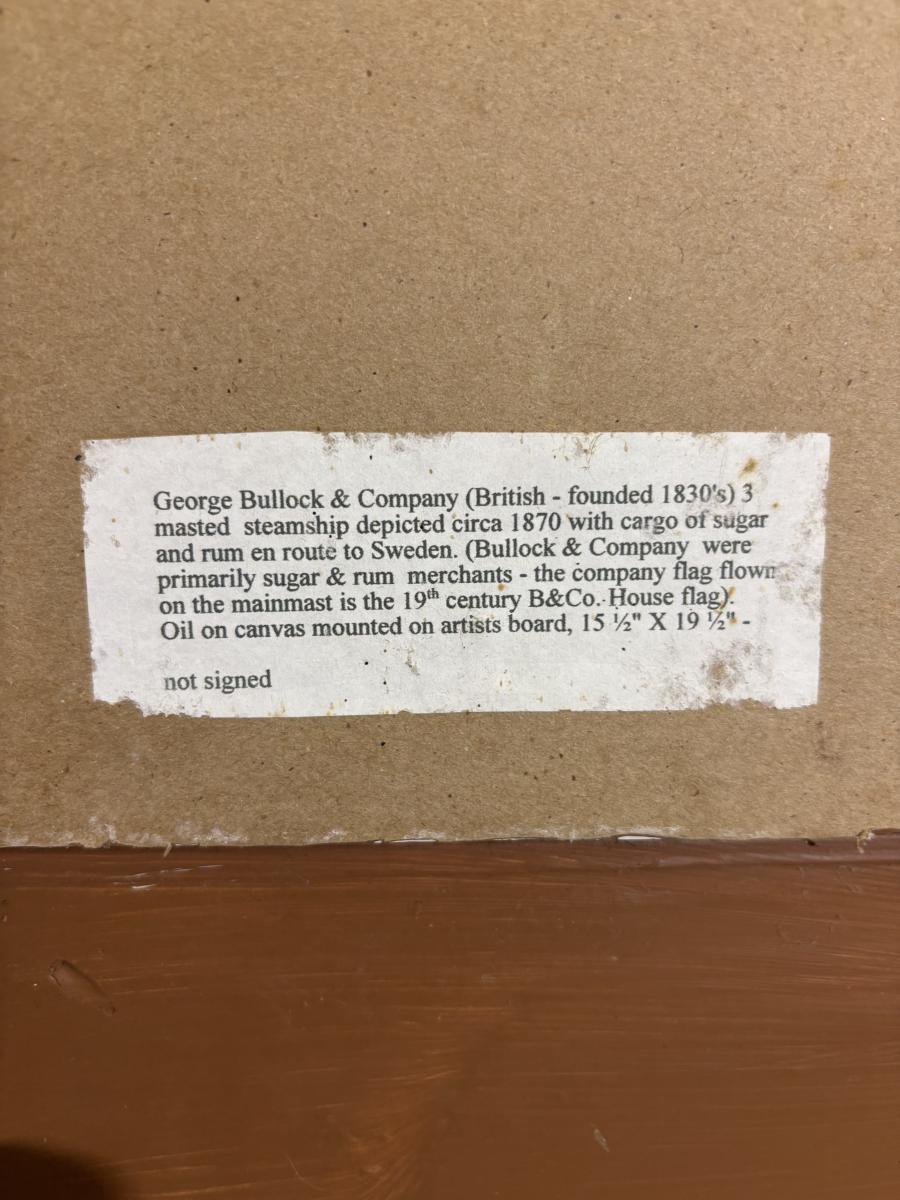 George Bullock & Company (British - founded 1830's) 3
masted steamship depicted circa 1870 with cargo of sugar
and rum en route to Sweden. (Bullock & Company were
primarily sugar & rum merchants - the company flag flown
on the mainmast is the 19th century B&Co. House flag).
Oil on canvas mounted on artists board, 15 ½" X 19 ½" -
not signed